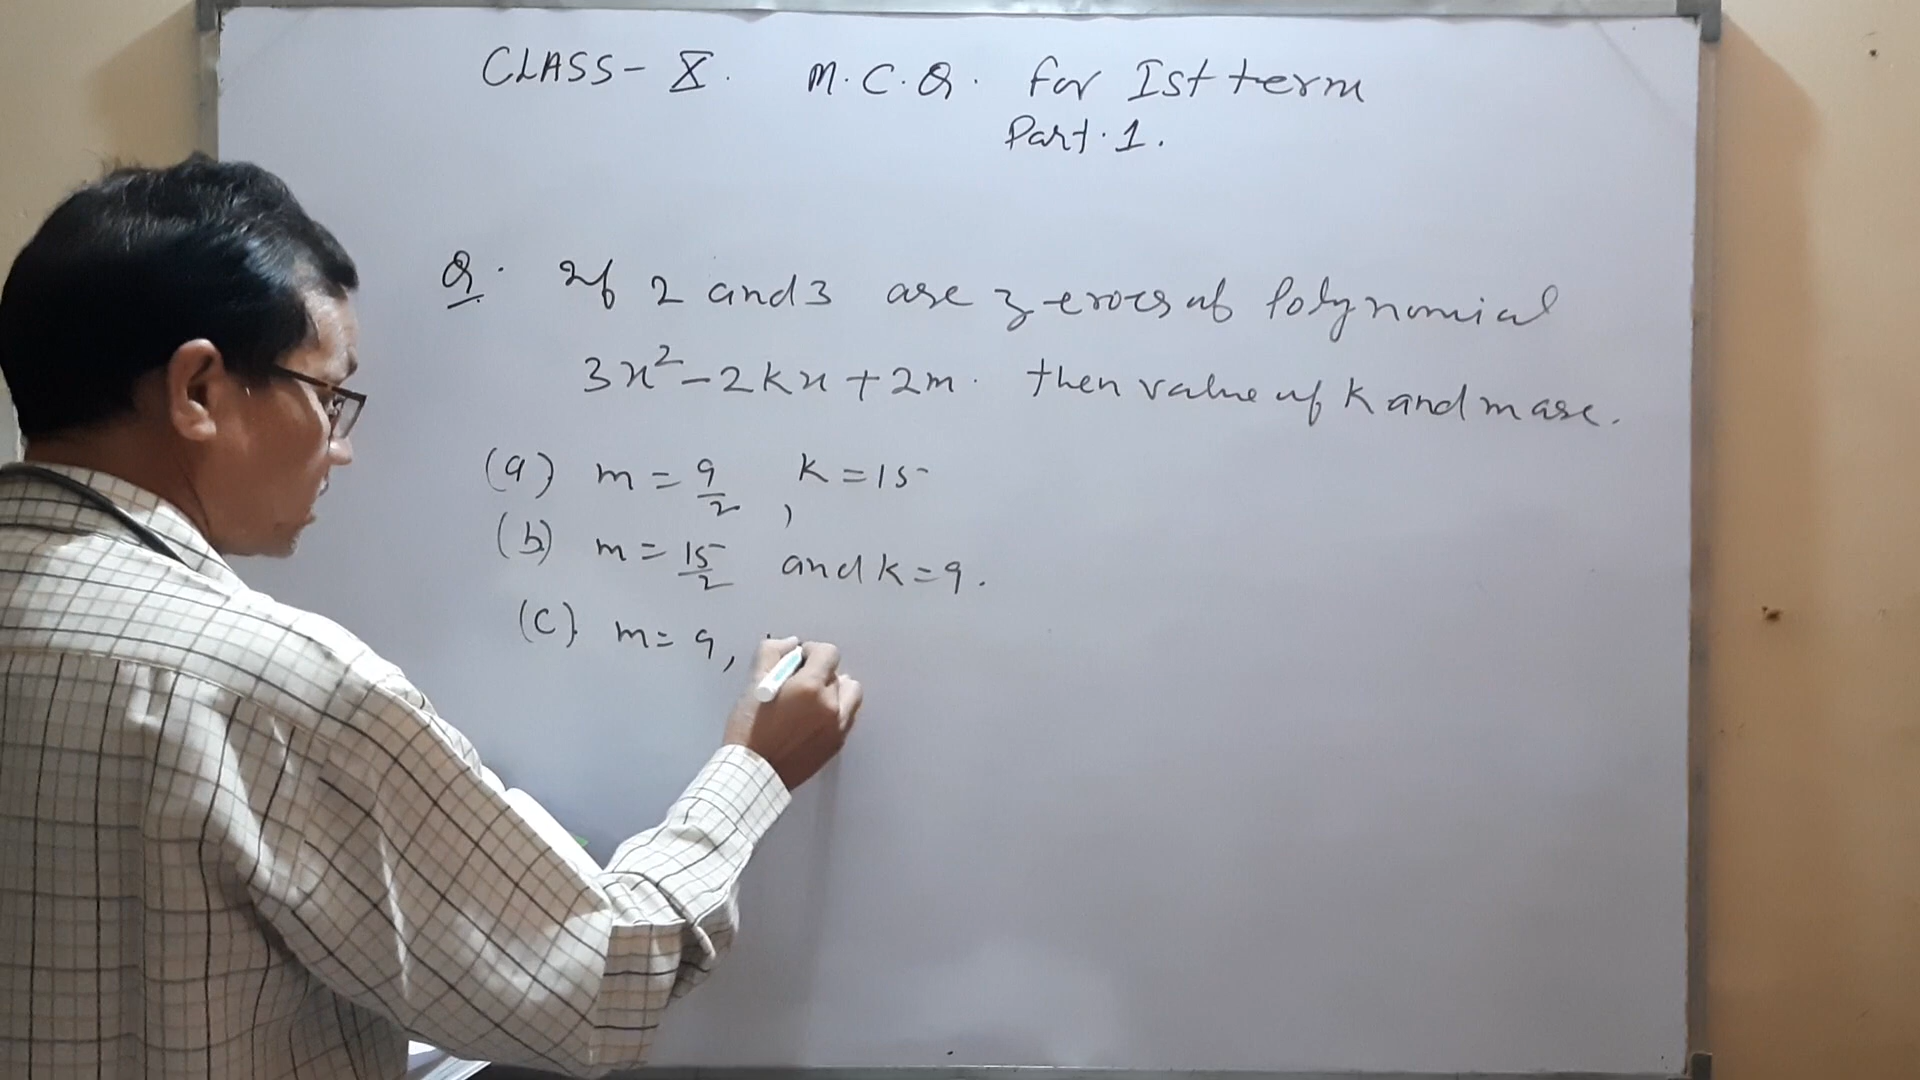 CLASS - X. M.C.Q. for Ist term
Part. 1.
Q. If 2 and 3 are zeroes of Polynomial
3x² - 2kx + 2m. then value of k and m are.
(a) m = 9/2 , k = 15
(b) m = 15/2 and k = 9.
(c) m = 9,